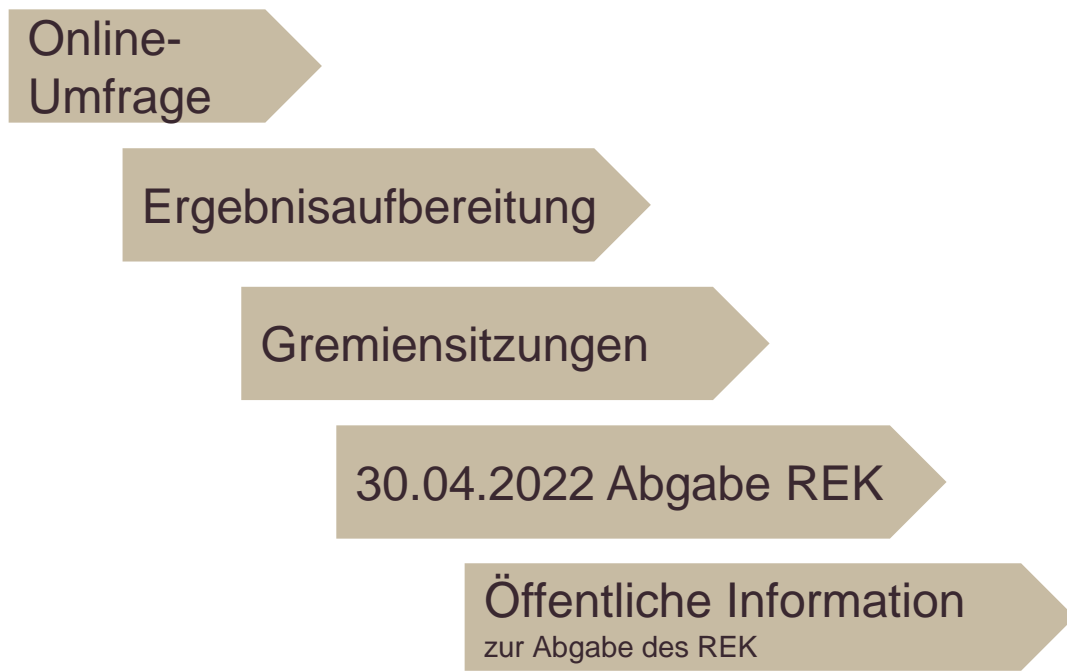 Online-
Umfrage
Ergebnisaufbereitung
Gremiensitzungen
30.04.2022 Abgabe REK
Öffentliche Information
zur Abgabe des REK